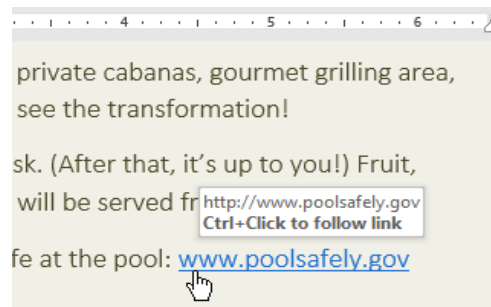 4 5 6
private cabanas, gourmet grilling area,
see the transformation!
sk. (After that, it's up to you!) Fruit,
will be served fr
http://www.poolsafely.gov
Ctrl+Click to follow link
fe at the pool: www.poolsafely.gov